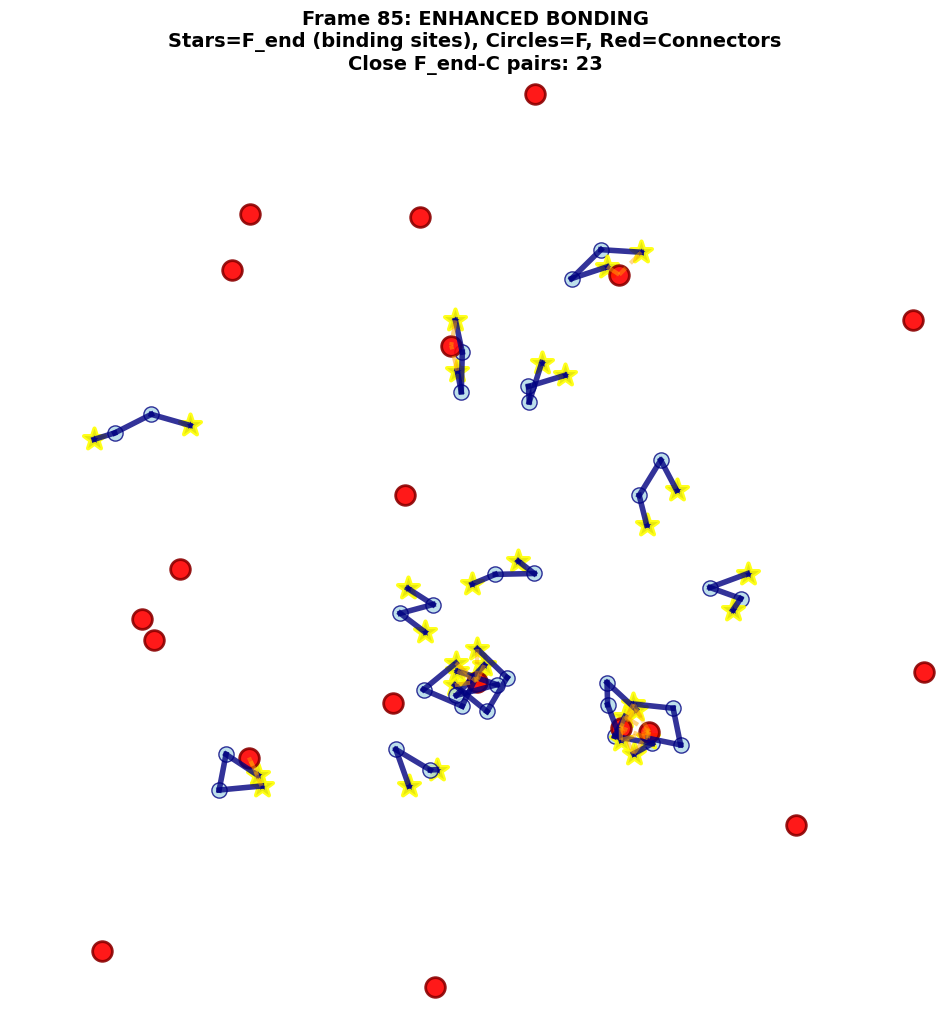 Frame 85: ENHANCED BONDING
Stars=F_end (binding sites), Circles=F, Red=Connectors
Close F_end-C pairs: 23